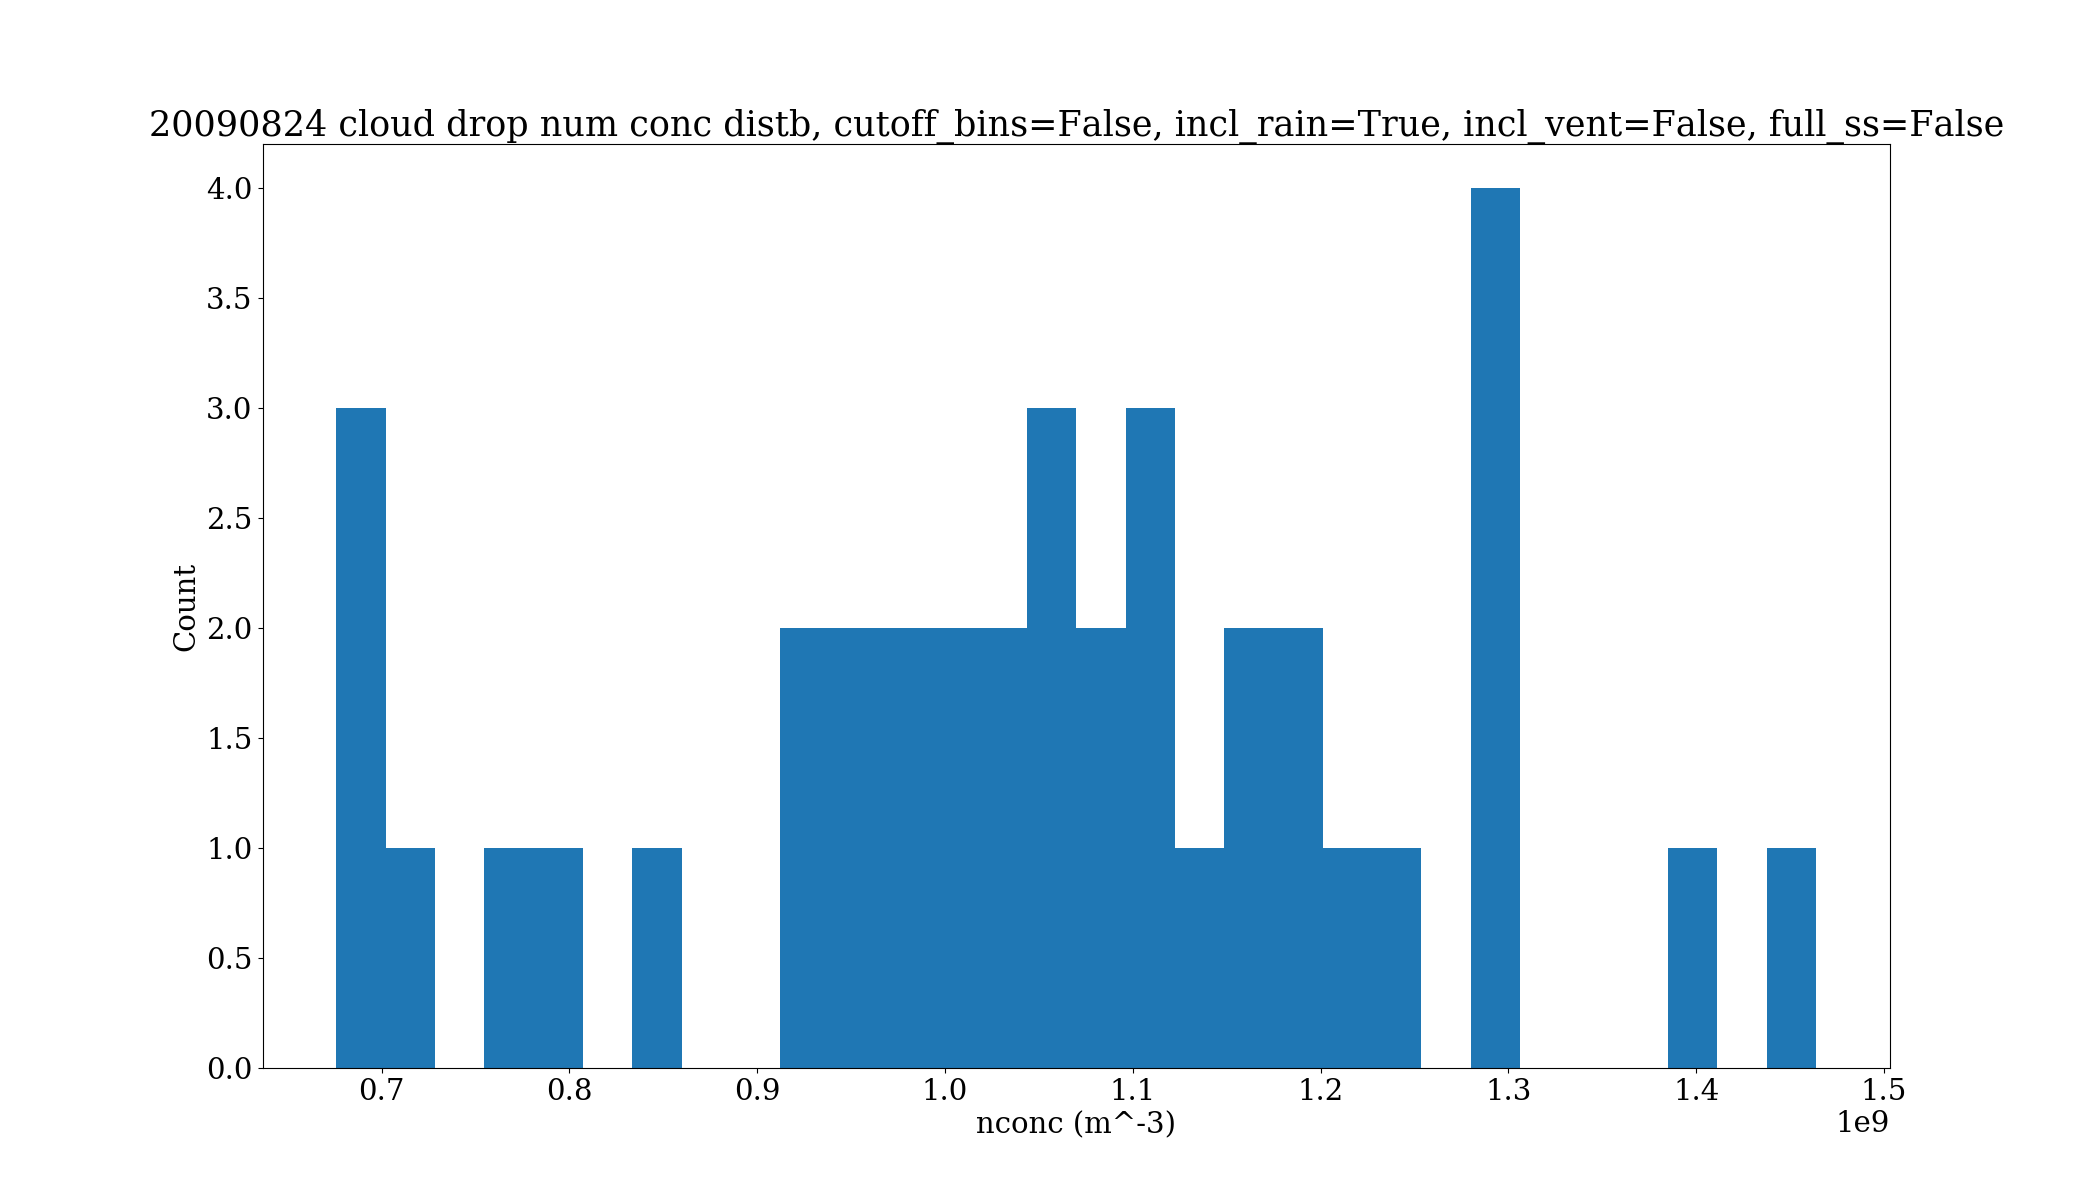 20090824 cloud drop num conc distb, cutoff_bins=False, incl_rain=True, incl_vent=False, full_ss=False
4.0
3.5
3.0
2.5
2.0
1.5
1.0
0.5
0.0
Count
0.7 0.8 0.9 1.0 1.1 1.2 1.3 1.4 1.5
nconc (m^-3)
1e9